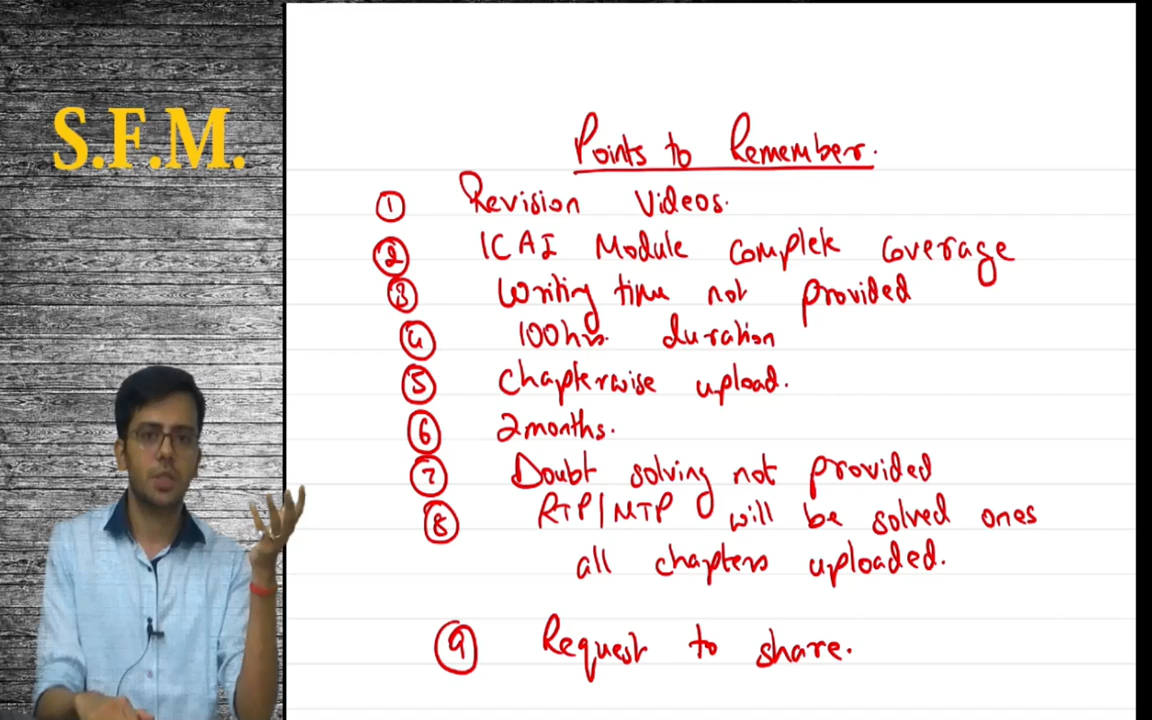 S.F.M.
Points to Remember.
① Revision Videos.
② ICAI Module complete coverage
③ Writing time not provided
④ 100hrs. duration
⑤ Chapterwise upload.
⑥ 2months.
⑦ Doubt solving not provided
⑧ RTP/MTP will be solved ones
all chapters uploaded.
⑨ Request to share.